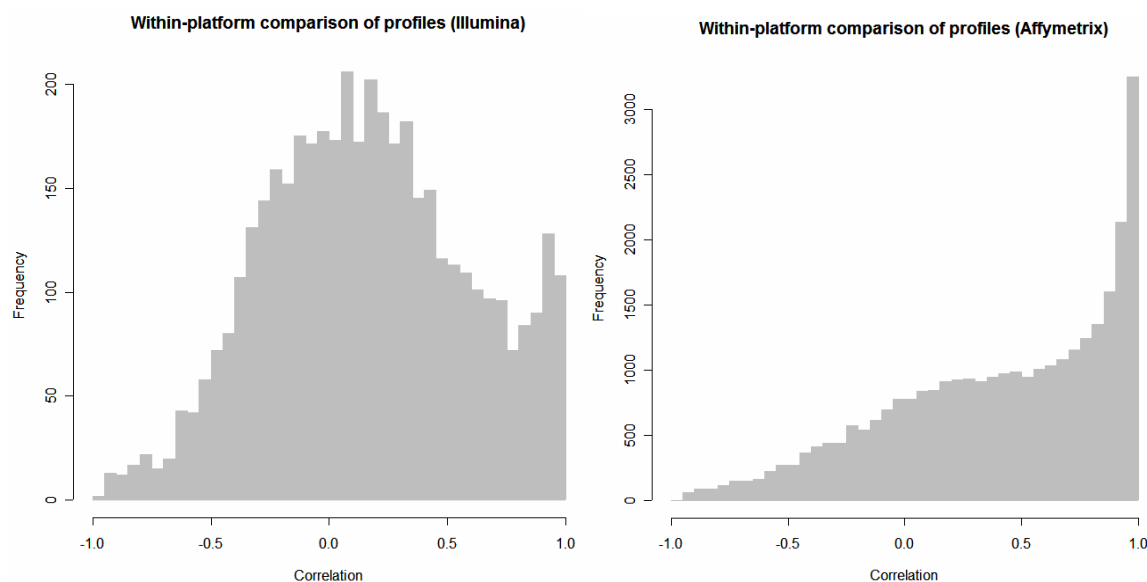 Within-platform comparison of profiles (Illumina)
Frequency
200
150
100
50
0
-1.0 -0.5 0.0 0.5 1.0
Correlation
Within-platform comparison of profiles (Affymetrix)
Frequency
3000
2500
2000
1500
1000
500
0
-1.0 -0.5 0.0 0.5 1.0
Correlation